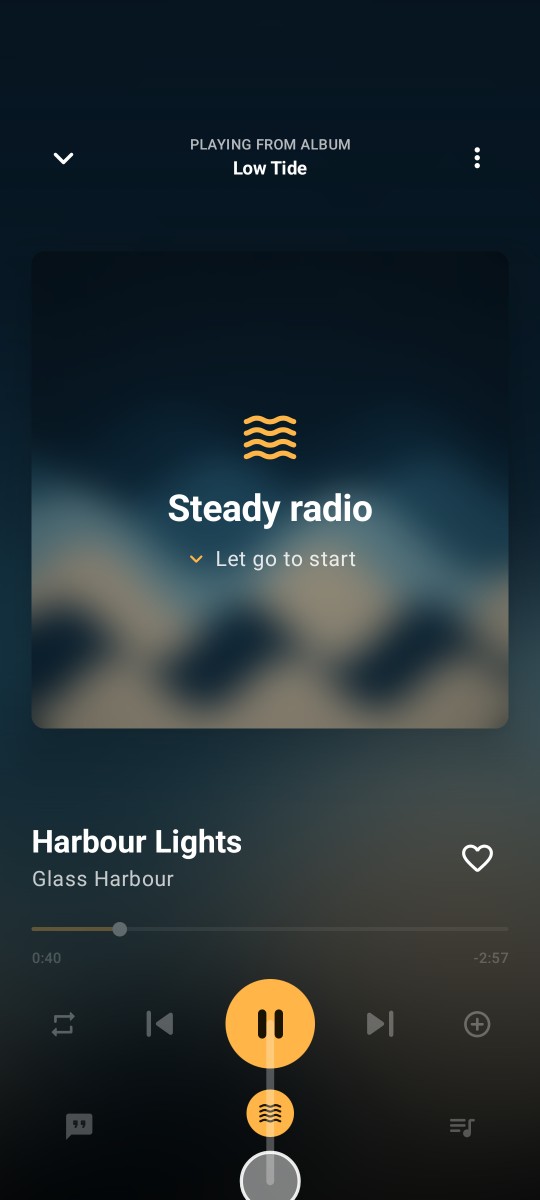 PLAYING FROM ALBUM
Low Tide
Steady radio
Let go to start
Harbour Lights
Glass Harbour
0:40
-2:57